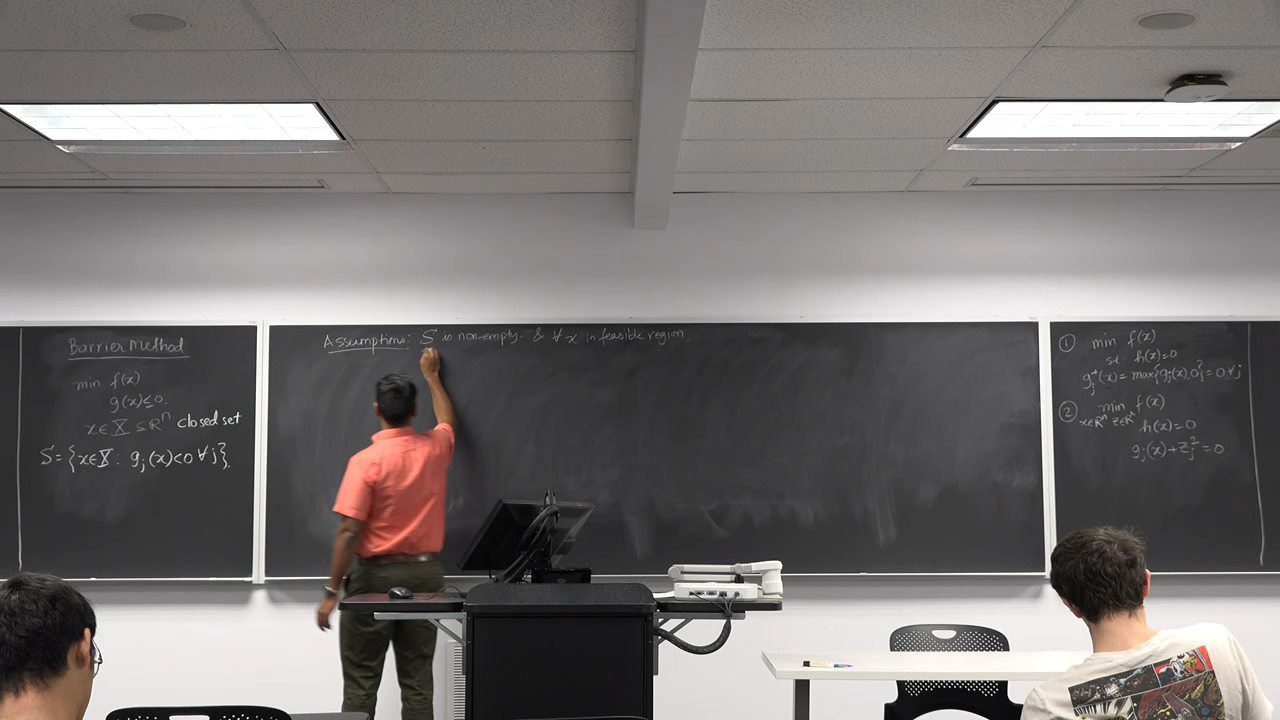 Barrier Method
min f(x)
g(x) ≤ 0.
x ∈ X ⊆ ℝⁿ closed set
S = {x ∈ X : gⱼ(x) < 0 ∀ j}.
Assumptions: S is non-empty. & ∀ x in feasible region,
① min f(x)
s.t. h(x) = 0
gⱼ⁺(x) = max{gⱼ(x), 0} = 0 ∀ j
② min f(x)
x∈ℝⁿ z∈ℝʳ h(x) = 0
gⱼ(x) + zⱼ² = 0